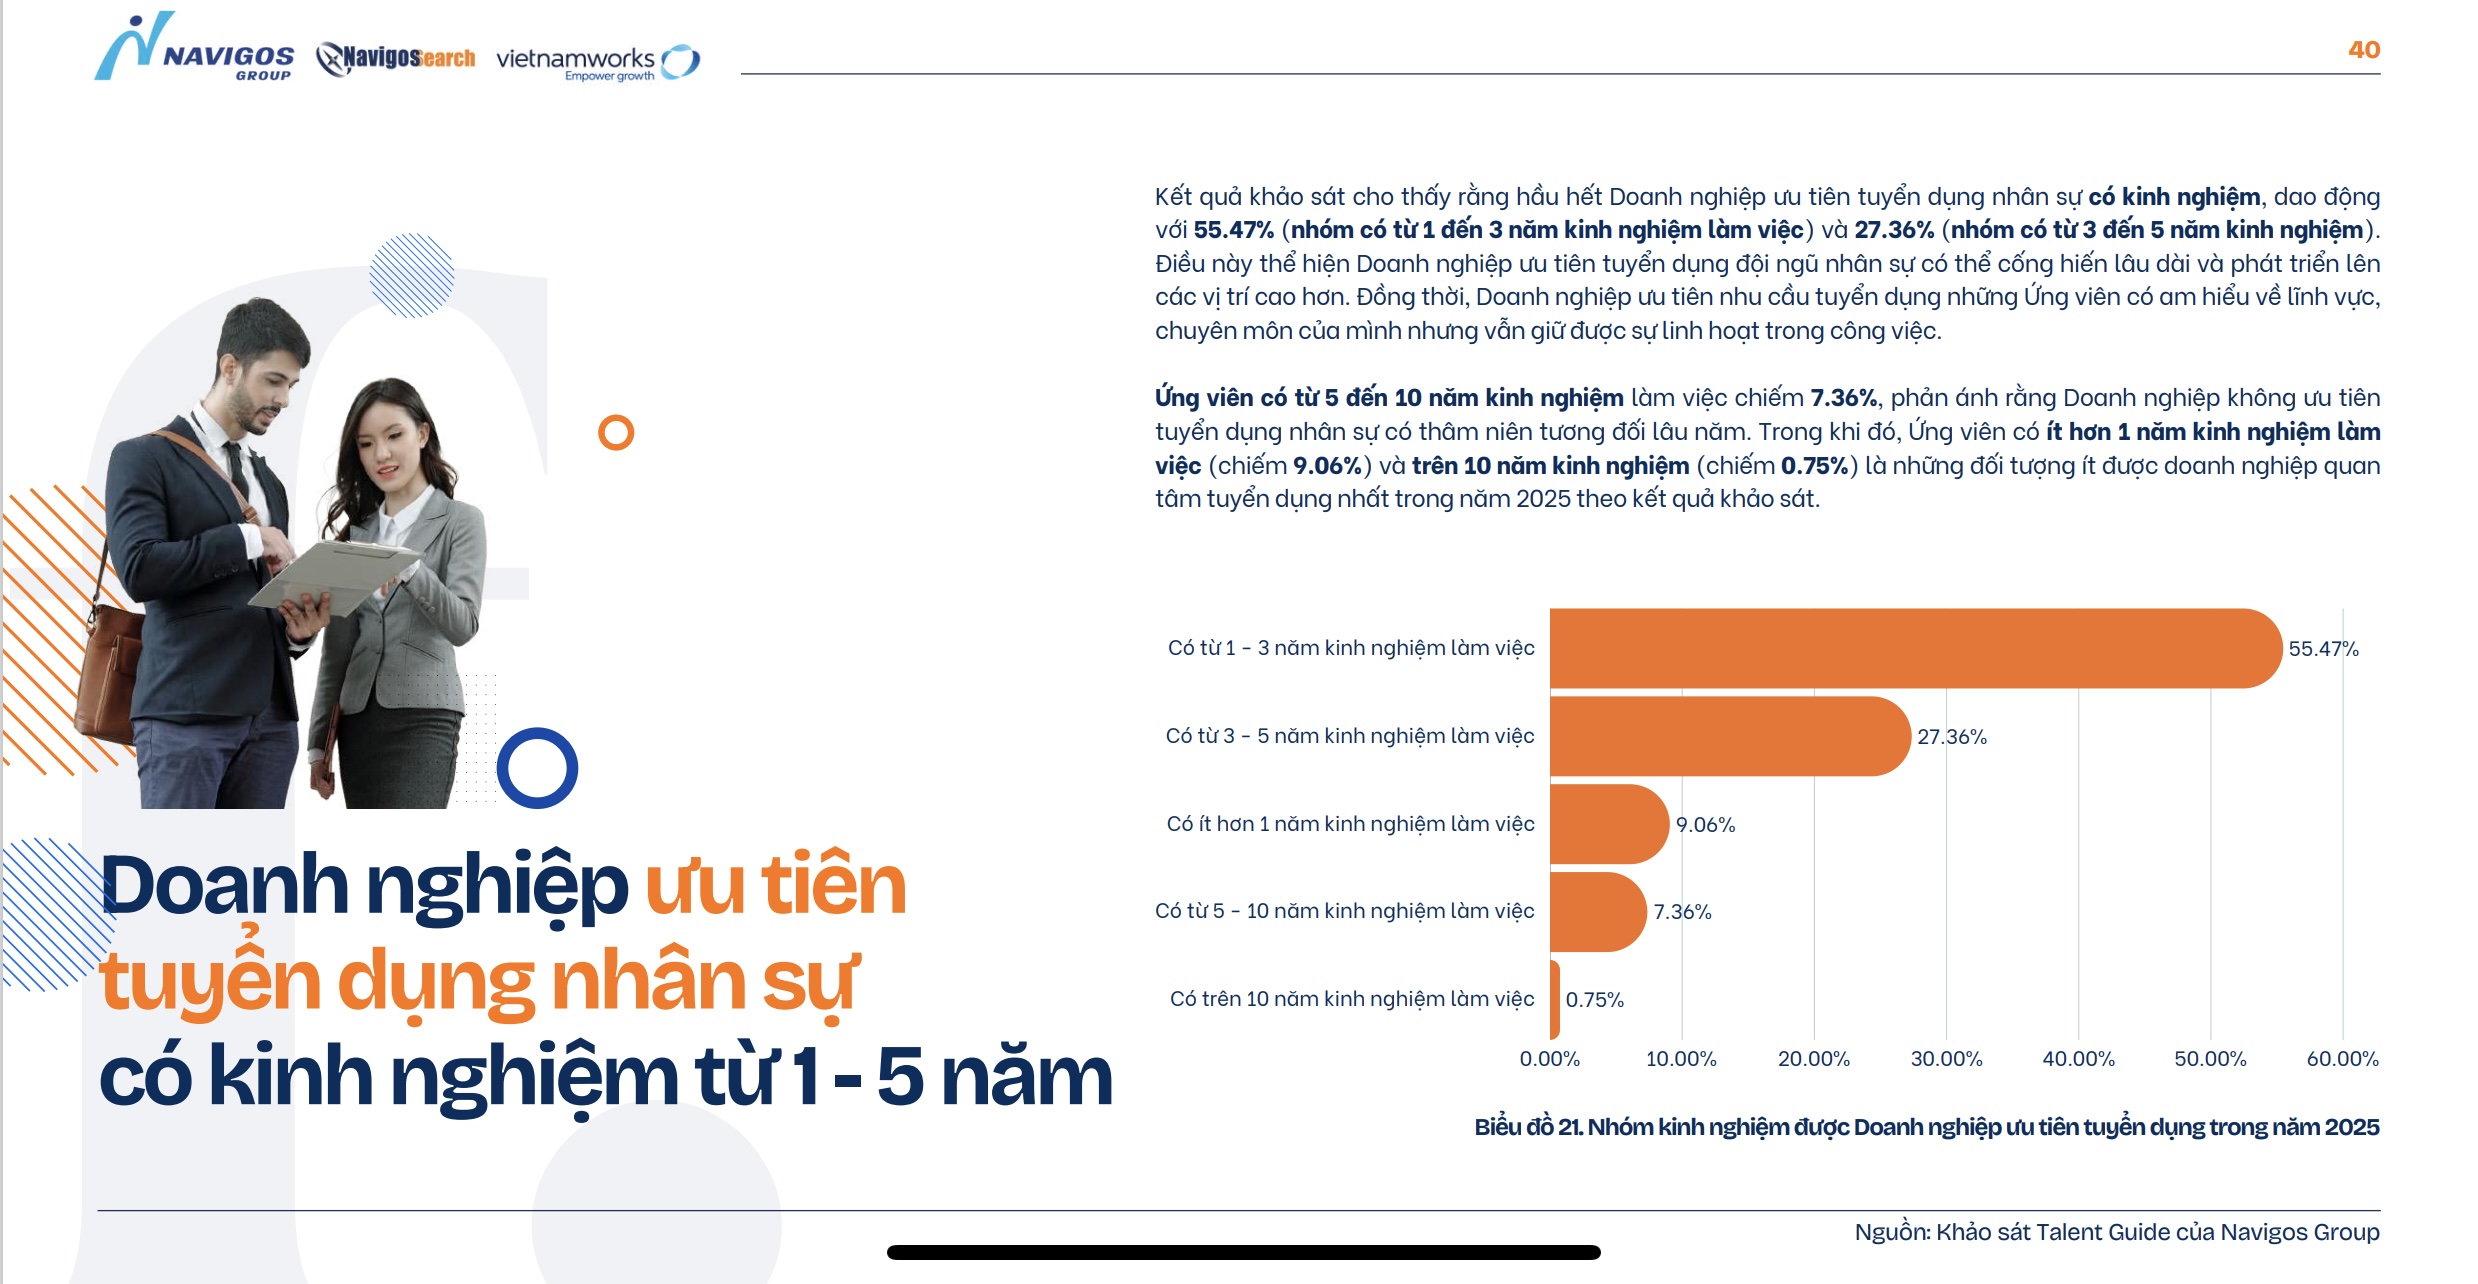 NAVIGOS
GROUP
NavigosSearch
vietnamworks
Empower growth
40
Kết quả khảo sát cho thấy rằng hầu hết Doanh nghiệp ưu tiên tuyển dụng nhân sự có kinh nghiệm, dao động
với 55.47% (nhóm có từ 1 đến 3 năm kinh nghiệm làm việc) và 27.36% (nhóm có từ 3 đến 5 năm kinh nghiệm).
Điều này thể hiện Doanh nghiệp ưu tiên tuyển dụng đội ngũ nhân sự có thể cống hiến lâu dài và phát triển lên
các vị trí cao hơn. Đồng thời, Doanh nghiệp ưu tiên nhu cầu tuyển dụng những Ứng viên có am hiểu về lĩnh vực,
chuyên môn của mình nhưng vẫn giữ được sự linh hoạt trong công việc.
Ứng viên có từ 5 đến 10 năm kinh nghiệm làm việc chiếm 7.36%, phản ánh rằng Doanh nghiệp không ưu tiên
tuyển dụng nhân sự có thâm niên tương đối lâu năm. Trong khi đó, Ứng viên có ít hơn 1 năm kinh nghiệm làm
việc (chiếm 9.06%) và trên 10 năm kinh nghiệm (chiếm 0.75%) là những đối tượng ít được doanh nghiệp quan
tâm tuyển dụng nhất trong năm 2025 theo kết quả khảo sát.
Doanh nghiệp ưu tiên
tuyển dụng nhân sự
có kinh nghiệm từ 1 - 5 năm
Có từ 1 - 3 năm kinh nghiệm làm việc 55.47%
Có từ 3 - 5 năm kinh nghiệm làm việc 27.36%
Có ít hơn 1 năm kinh nghiệm làm việc 9.06%
Có từ 5 - 10 năm kinh nghiệm làm việc 7.36%
Có trên 10 năm kinh nghiệm làm việc 0.75%
0.00% 10.00% 20.00% 30.00% 40.00% 50.00% 60.00%
Biểu đồ 21. Nhóm kinh nghiệm được Doanh nghiệp ưu tiên tuyển dụng trong năm 2025
Nguồn: Khảo sát Talent Guide của Navigos Group